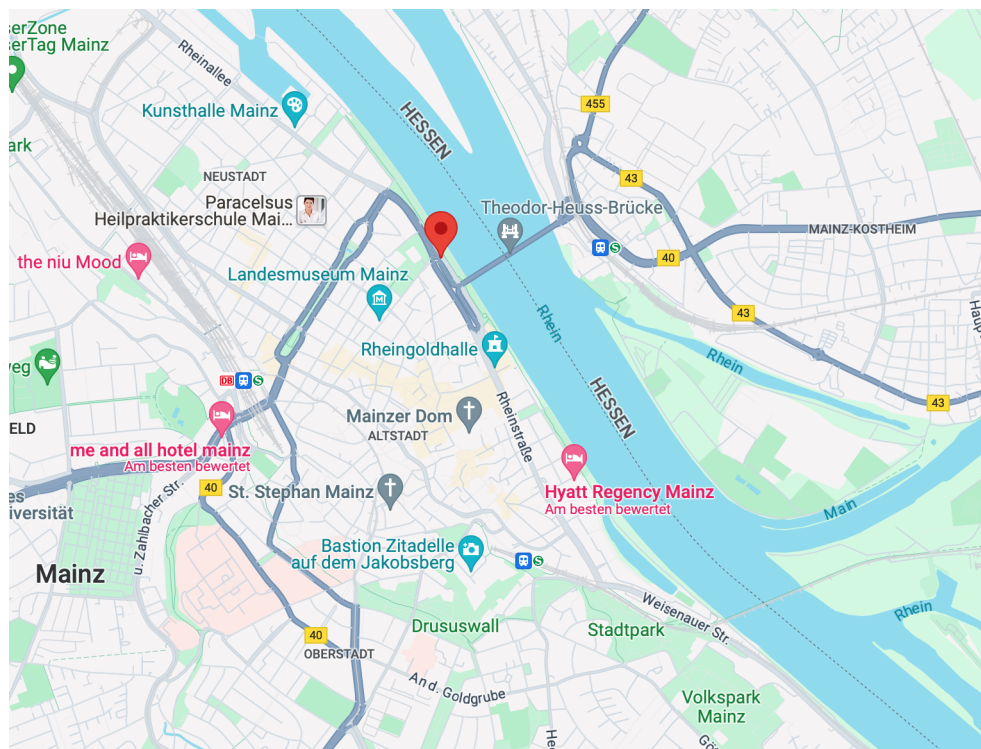 serZone
serTag Mainz
Rheinallee
Kunsthalle Mainz
HESSEN
455
ark
NEUSTADT
43
Paracelsus
Heilpraktikerschule Mai...
Theodor-Heuss-Brücke
MAINZ-KOSTHEIM
S
40
the niu Mood
Landesmuseum Mainz
M
43
Rhein
Rheingoldhalle
Rhein
DB
S
HESSEN
43
Mainzer Dom
ALTSTADT
Rheinstraße
ELD
me and all hotel mainz
Am besten bewertet
40
St. Stephan Mainz
Hyatt Regency Mainz
Am besten bewertet
Main
u. Zahlbacher Str.
es
iversität
Bastion Zitadelle
auf dem Jakobsberg
S
Mainz
Rhein
Weisenauer Str.
Drususwall
Stadtpark
40
OBERSTADT
An d. Goldgrube
Volkspark
Mainz